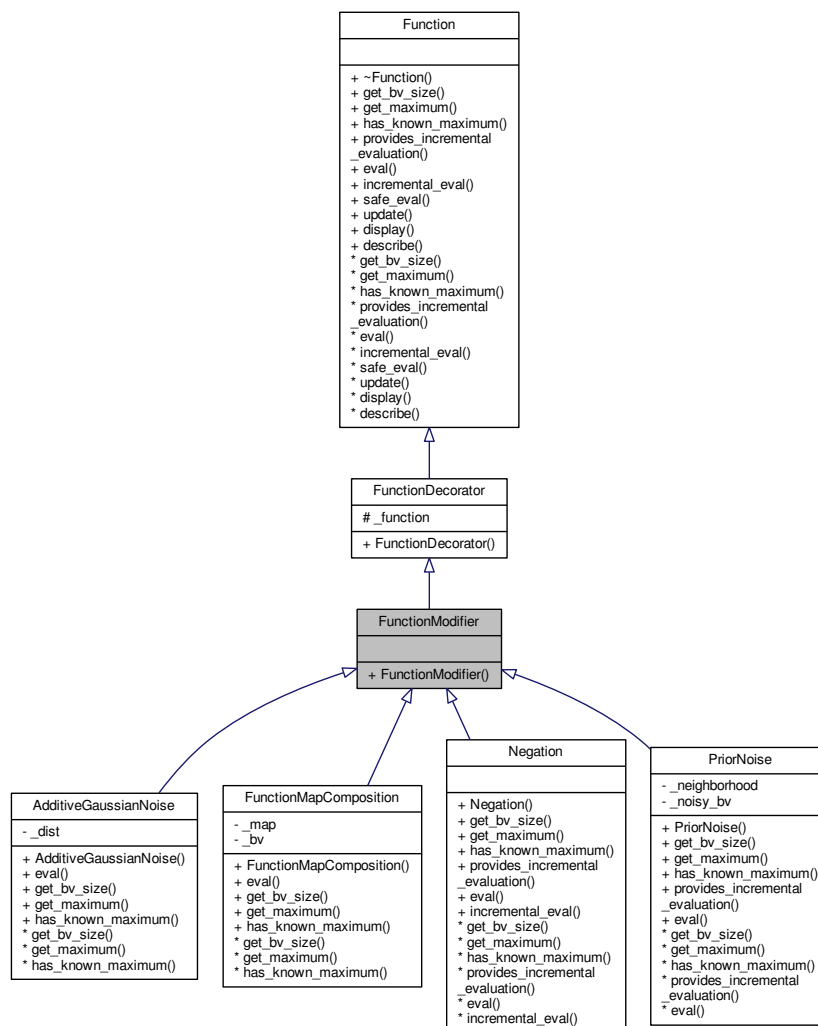 Function
+ ~Function()
+ get_bv_size()
+ get_maximum()
+ has_known_maximum()
+ provides_incremental
_evaluation()
+ eval()
+ incremental_eval()
+ safe_eval()
+ update()
+ display()
+ describe()
* get_bv_size()
* get_maximum()
* has_known_maximum()
* provides_incremental
_evaluation()
* eval()
* incremental_eval()
* safe_eval()
* update()
* display()
* describe()
FunctionDecorator
# _function
+ FunctionDecorator()
FunctionModifier
+ FunctionModifier()
AdditiveGaussianNoise
- _dist
+ AdditiveGaussianNoise()
+ eval()
+ get_bv_size()
+ get_maximum()
+ has_known_maximum()
* get_bv_size()
* get_maximum()
* has_known_maximum()
FunctionMapComposition
- _map
- _bv
+ FunctionMapComposition()
+ eval()
+ get_bv_size()
+ get_maximum()
+ has_known_maximum()
* get_bv_size()
* get_maximum()
* has_known_maximum()
Negation
+ Negation()
+ get_bv_size()
+ get_maximum()
+ has_known_maximum()
+ provides_incremental
_evaluation()
+ eval()
+ incremental_eval()
* get_bv_size()
* get_maximum()
* has_known_maximum()
* provides_incremental
_evaluation()
* eval()
* incremental_eval()
PriorNoise
- _neighborhood
- _noisy_bv
+ PriorNoise()
+ get_bv_size()
+ get_maximum()
+ has_known_maximum()
+ provides_incremental
_evaluation()
+ eval()
* get_bv_size()
* get_maximum()
* has_known_maximum()
* provides_incremental
_evaluation()
* eval()